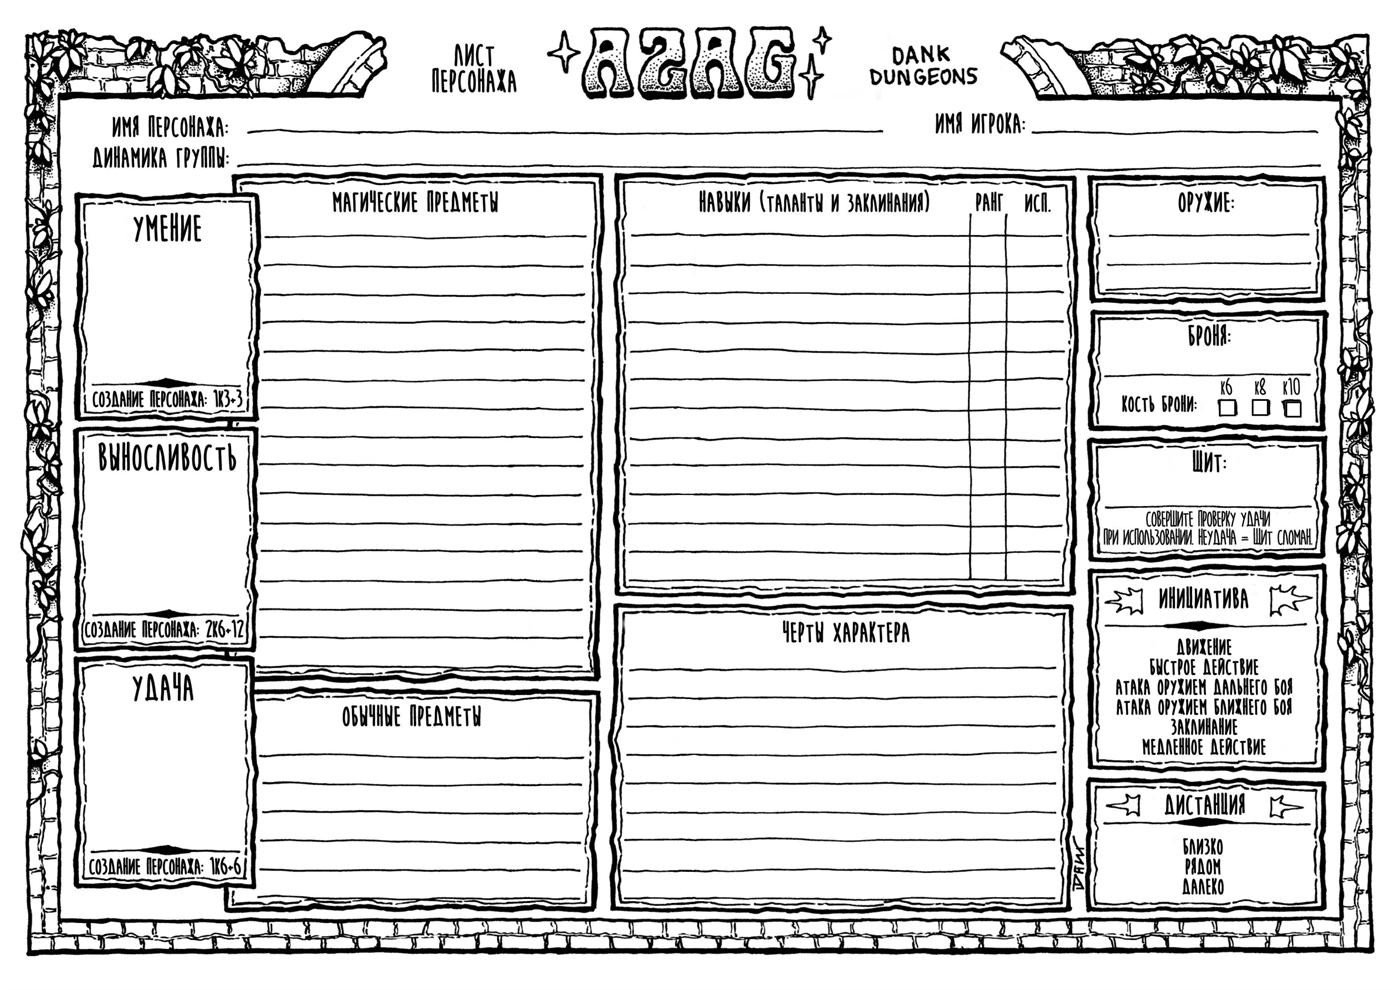 ЛИСТ
ПЕРСОНАЖА
AZAG
DANK
DUNGEONS
ИМЯ ПЕРСОНАЖА:
ИМЯ ИГРОКА:
ДИНАМИКА ГРУППЫ:
УМЕНИЕ
СОЗДАНИЕ ПЕРСОНАЖА: 1К3+3
ВЫНОСЛИВОСТЬ
СОЗДАНИЕ ПЕРСОНАЖА: 2К6+12
УДАЧА
СОЗДАНИЕ ПЕРСОНАЖА: 1К6+6
МАГИЧЕСКИЕ ПРЕДМЕТЫ
ОБЫЧНЫЕ ПРЕДМЕТЫ
НАВЫКИ (ТАЛАНТЫ И ЗАКЛИНАНИЯ) РАНГ ИСП.
ЧЕРТЫ ХАРАКТЕРА
ОРУЖИЕ:
БРОНЯ:
К6 К8 К10
КОСТЬ БРОНИ:
ЩИТ:
СОВЕРШИТЕ ПРОВЕРКУ УДАЧИ
ПРИ ИСПОЛЬЗОВАНИИ. НЕУДАЧА = ЩИТ СЛОМАН.
ИНИЦИАТИВА
ДВИЖЕНИЕ
БЫСТРОЕ ДЕЙСТВИЕ
АТАКА ОРУЖИЕМ ДАЛЬНЕГО БОЯ
АТАКА ОРУЖИЕМ БЛИЖНЕГО БОЯ
ЗАКЛИНАНИЕ
МЕДЛЕННОЕ ДЕЙСТВИЕ
ДИСТАНЦИЯ
БЛИЗКО
РЯДОМ
ДАЛЕКО